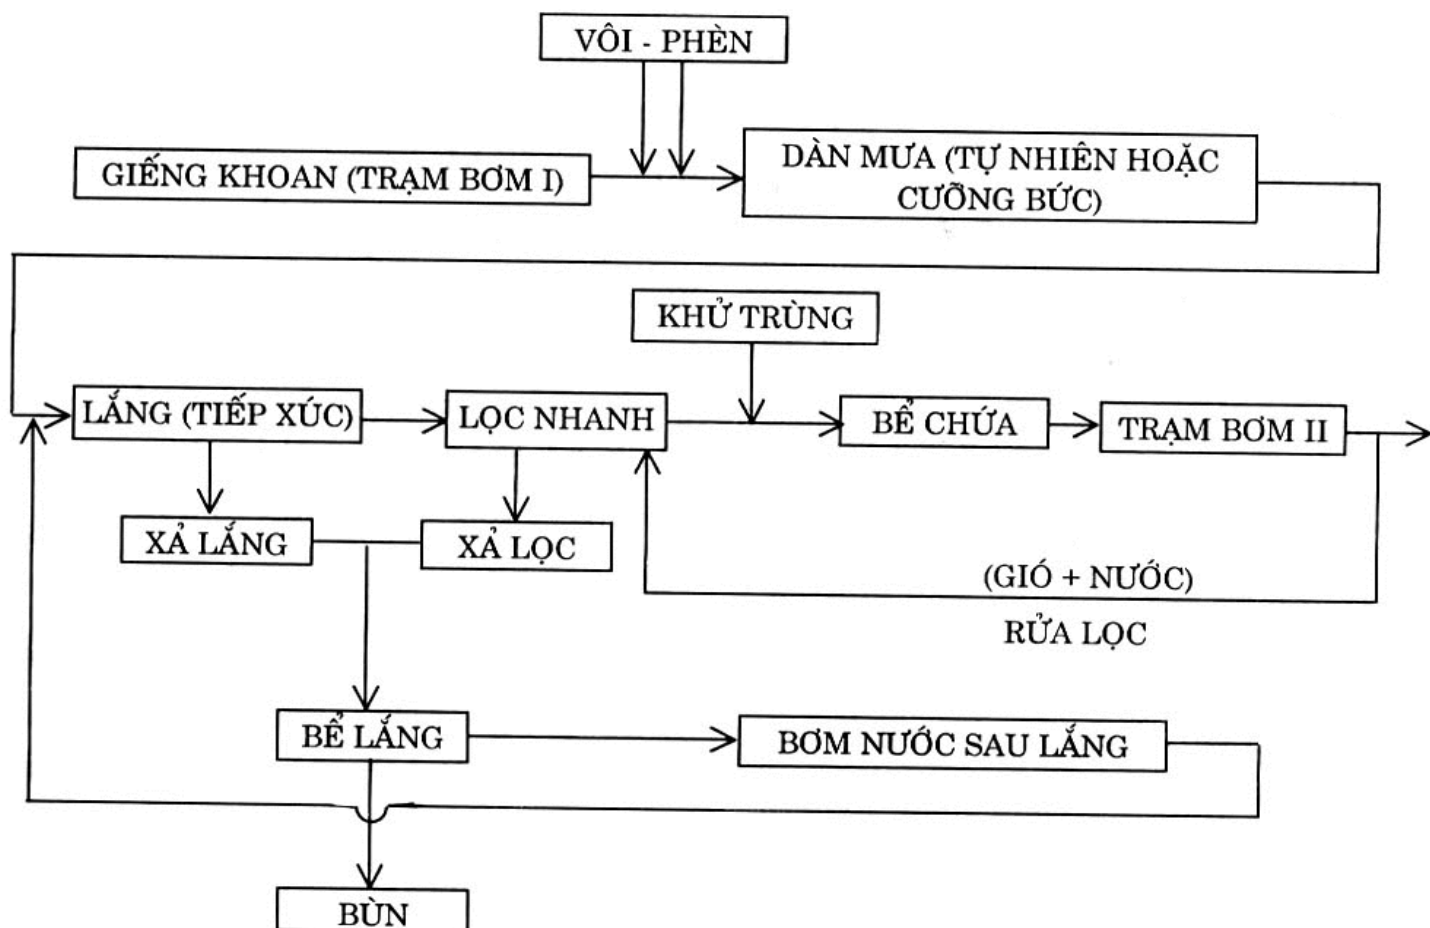 VÔI - PHÈN
GIẾNG KHOAN (TRẠM BƠM I)
DÀN MƯA (TỰ NHIÊN HOẶC
CƯỠNG BỨC)
KHỬ TRÙNG
LẮNG (TIẾP XÚC)
LỌC NHANH
BỂ CHỨA
TRẠM BƠM II
XẢ LẮNG
XẢ LỌC
(GIÓ + NƯỚC)
RỬA LỌC
BỂ LẮNG
BƠM NƯỚC SAU LẮNG
BÙN